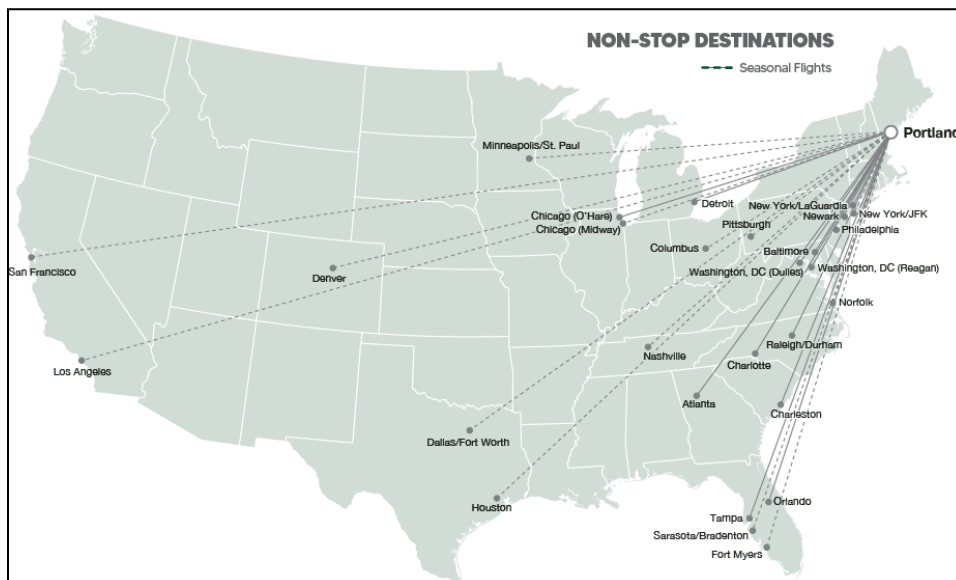 NON-STOP DESTINATIONS
Seasonal Flights
Portland
Minneapolis/St. Paul
Detroit
New York/LaGuardia
Chicago (O'Hare)
Newark
New York/JFK
Chicago (Midway)
Pittsburgh
Philadelphia
Columbus
Baltimore
San Francisco
Denver
Washington, DC (Dulles)
Washington, DC (Reagan)
Norfolk
Raleigh/Durham
Nashville
Charlotte
Los Angeles
Atlanta
Charleston
Dallas/Fort Worth
Orlando
Houston
Tampa
Sarasota/Bradenton
Fort Myers